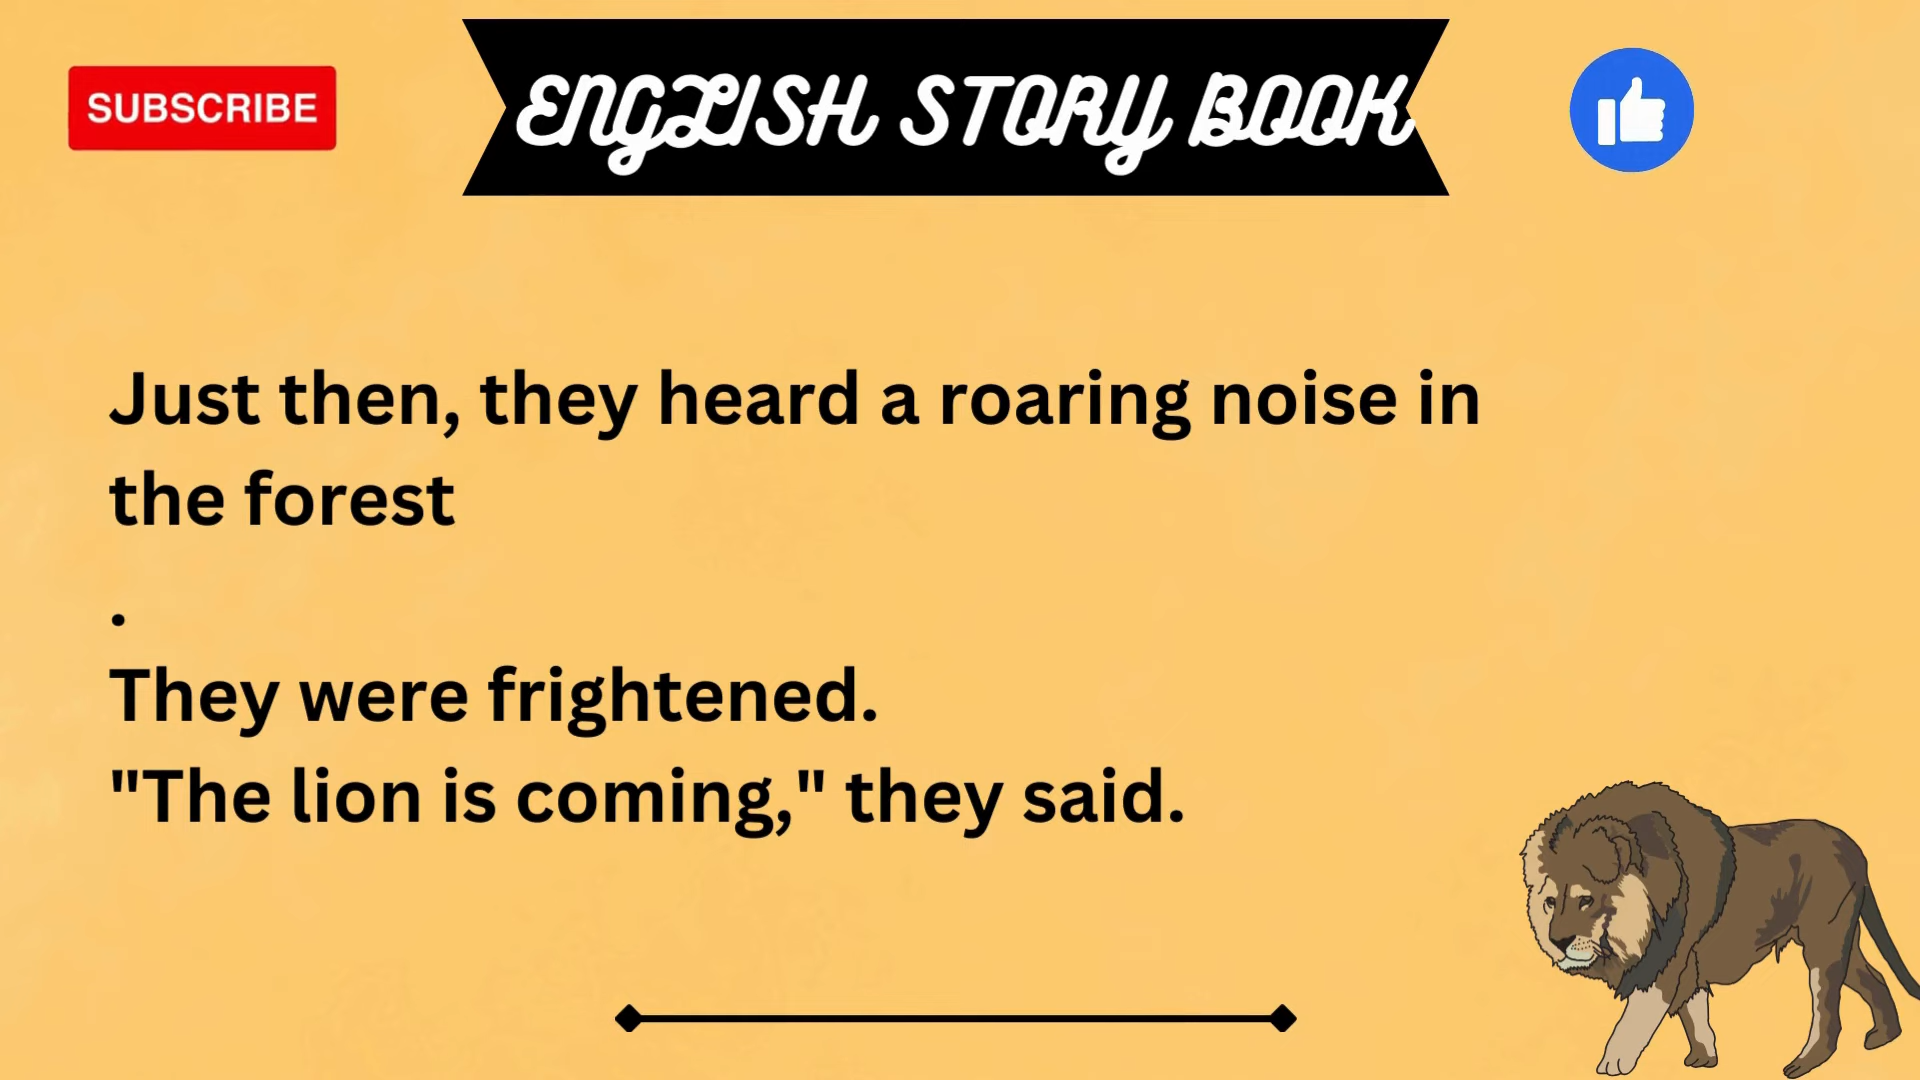 SUBSCRIBE
ENGLISH STORY BOOK
Just then, they heard a roaring noise in
the forest
.
They were frightened.
"The lion is coming," they said.